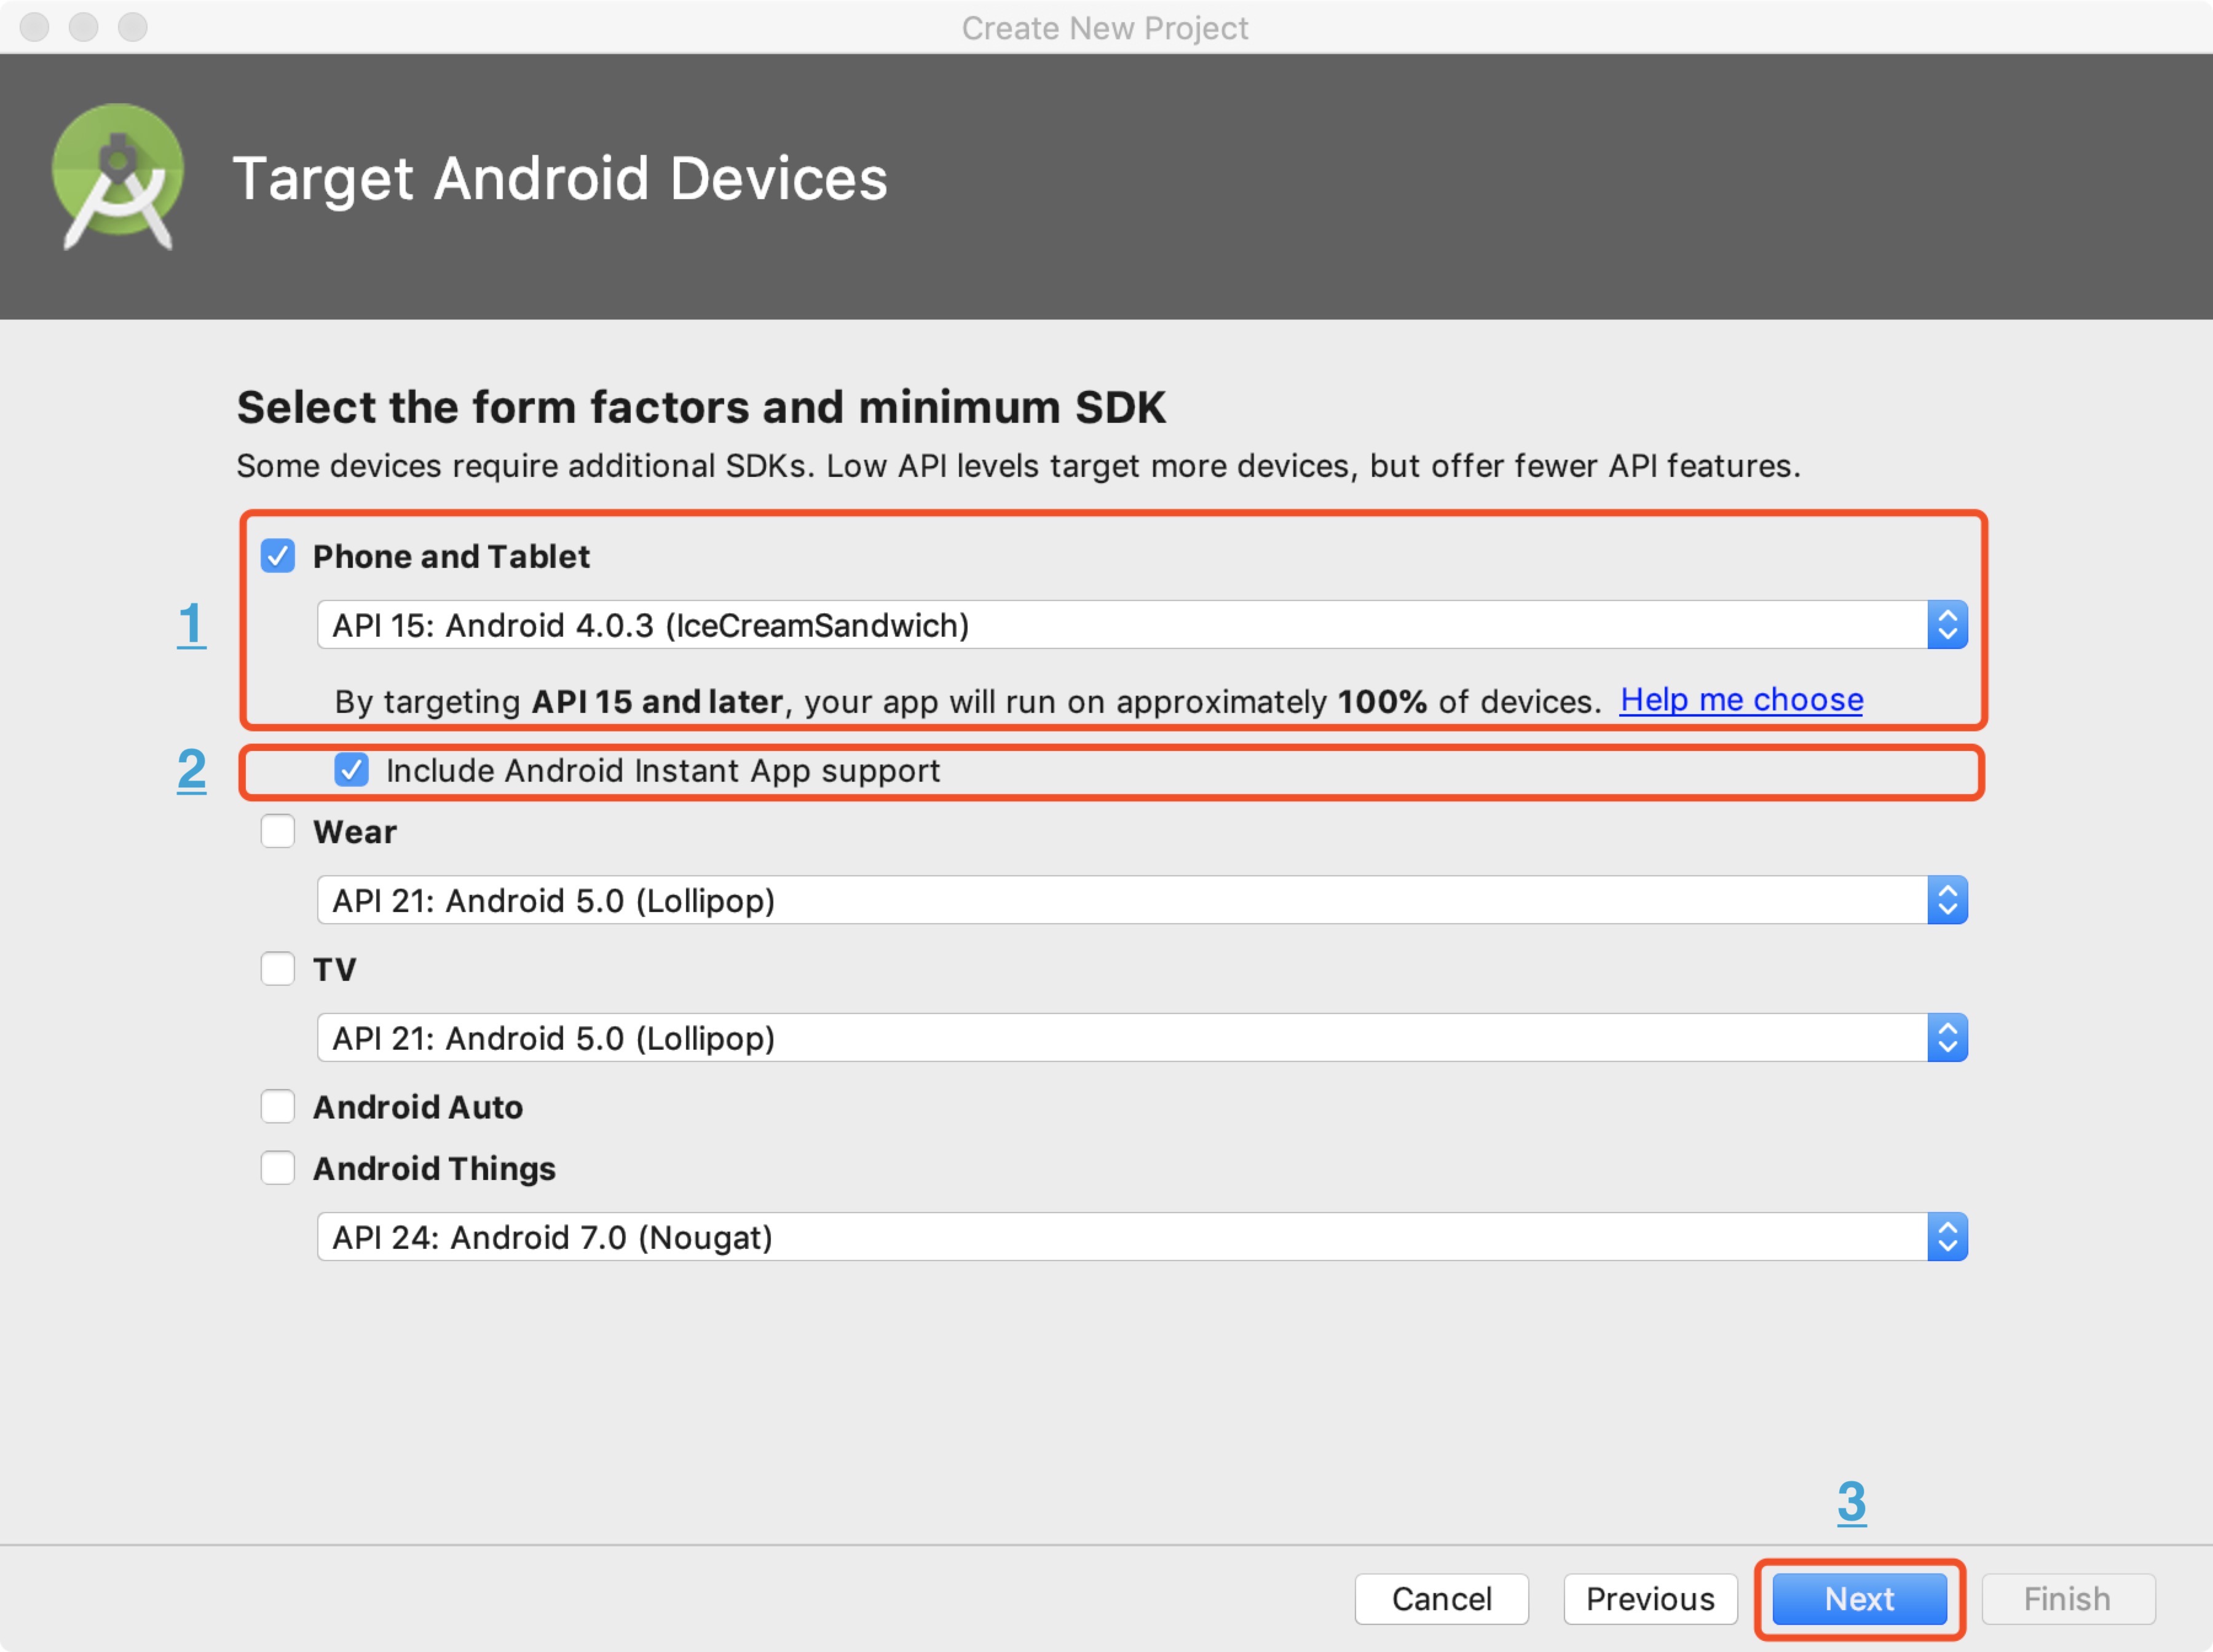 Create New Project
Target Android Devices
Select the form factors and minimum SDK
Some devices require additional SDKs. Low API levels target more devices, but offer fewer API features.
Phone and Tablet
1
API 15: Android 4.0.3 (IceCreamSandwich)
By targeting API 15 and later, your app will run on approximately 100% of devices. Help me choose
2
Include Android Instant App support
Wear
API 21: Android 5.0 (Lollipop)
TV
API 21: Android 5.0 (Lollipop)
Android Auto
Android Things
API 24: Android 7.0 (Nougat)
3
Cancel Previous Next Finish